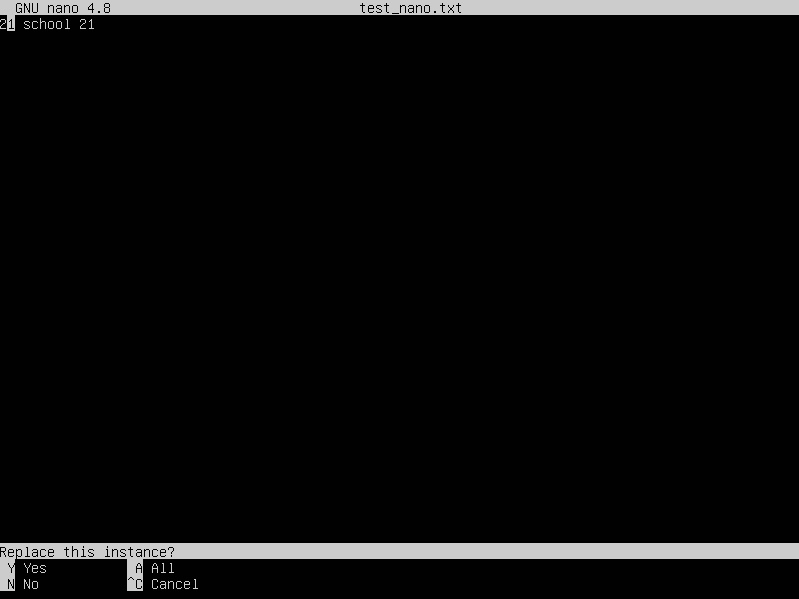 GNU nano 4.8 test_nano.txt
21 school 21
Replace this instance?
Y Yes A All
N No ^C Cancel